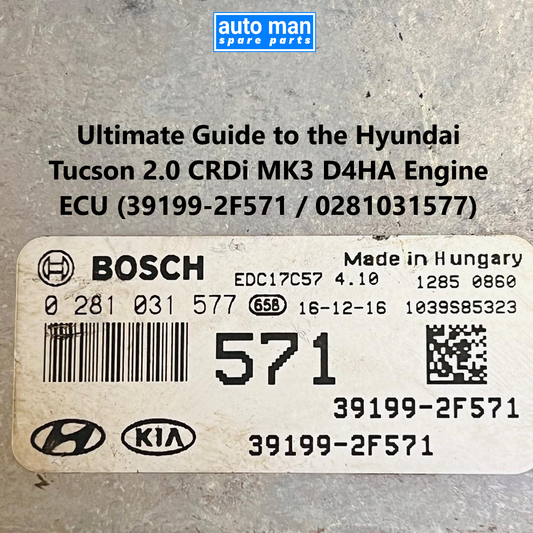 auto man
spare parts
Ultimate Guide to the Hyundai
Tucson 2.0 CRDi MK3 D4HA Engine
ECU (39199-2F571 / 0281031577)
BOSCH
Made in Hungary
EDC17C57 4.10 1285 0860
0 281 031 577 65B 16-12-16 1039S85323
571
39199-2F571
KIA 39199-2F571